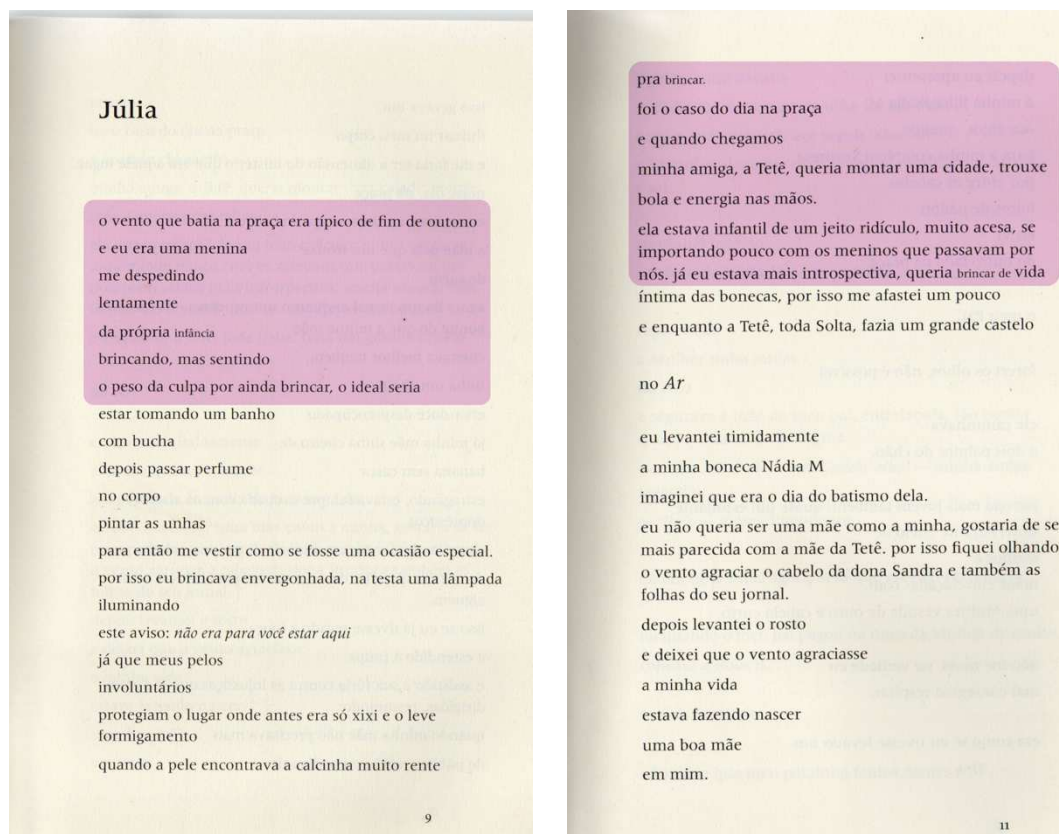 Júlia
o vento que batia na praça era típico de fim de outono
e eu era uma menina
me despedindo
lentamente
da própria infância
brincando, mas sentindo
o peso da culpa por ainda brincar, o ideal seria
estar tomando um banho
com bucha
depois passar perfume
no corpo
pintar as unhas
para então me vestir como se fosse uma ocasião especial.
por isso eu brincava envergonhada, na testa uma lâmpada
iluminando
este aviso: não era para você estar aqui
já que meus pelos
involuntários
protegiam o lugar onde antes era só xixi e o leve
formigamento
quando a pele encontrava a calcinha muito rente
9
pra brincar.
foi o caso do dia na praça
e quando chegamos
minha amiga, a Tetê, queria montar uma cidade, trouxe
bola e energia nas mãos.
ela estava infantil de um jeito ridículo, muito acesa, se
importando pouco com os meninos que passavam por
nós. já eu estava mais introspectiva, queria brincar de vida
íntima das bonecas, por isso me afastei um pouco
e enquanto a Tetê, toda Solta, fazia um grande castelo
no Ar
eu levantei timidamente
a minha boneca Nádia M
imaginei que era o dia do batismo dela.
eu não queria ser uma mãe como a minha, gostaria de se
mais parecida com a mãe da Tetê. por isso fiquei olhando
o vento agraciar o cabelo da dona Sandra e também as
folhas do seu jornal.
depois levantei o rosto
e deixei que o vento agraciasse
a minha vida
estava fazendo nascer
uma boa mãe
em mim.
11